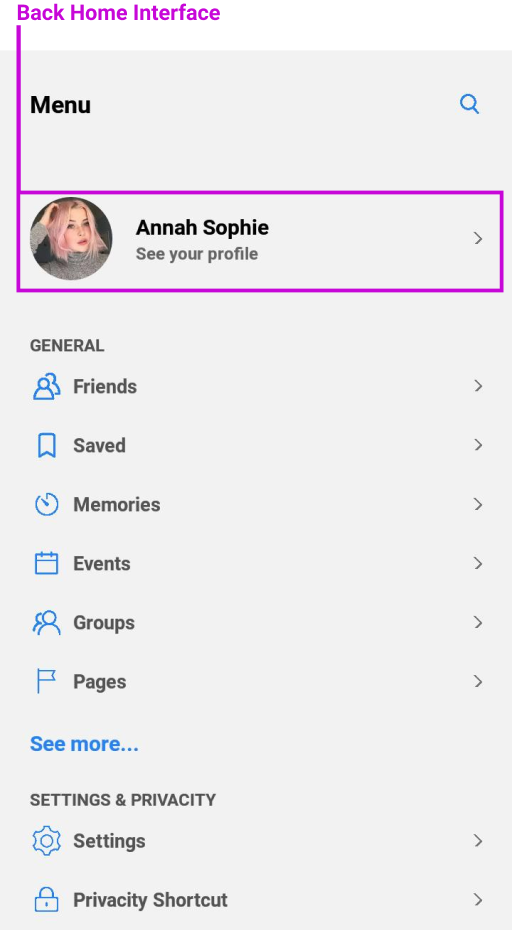 Back Home Interface
Menu
Annah Sophie
See your profile
GENERAL
Friends
Saved
Memories
Events
Groups
Pages
See more...
SETTINGS & PRIVACITY
Settings
Privacity Shortcut